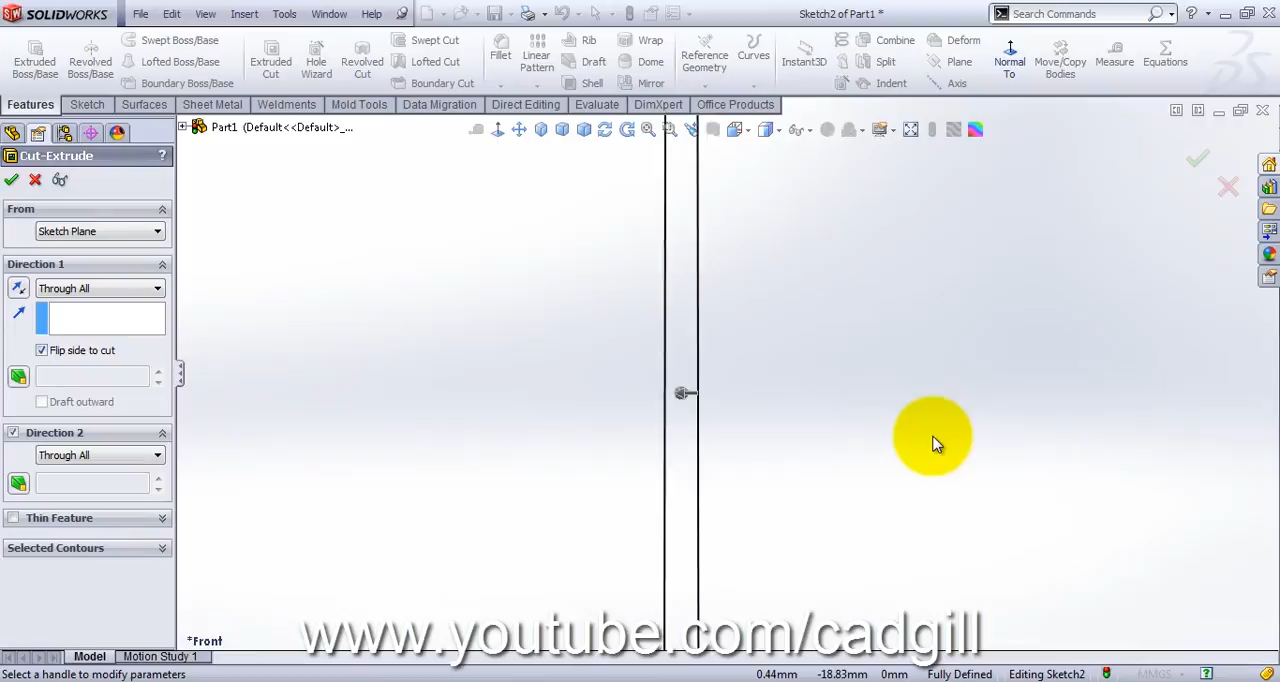 SOLIDWORKS File Edit View Insert Tools Window Help Sketch2 of Part1 * Search Commands
Extruded Boss/Base Revolved Boss/Base Swept Boss/Base Lofted Boss/Base Boundary Boss/Base Extruded Cut Hole Wizard Revolved Cut Swept Cut Lofted Cut Boundary Cut Fillet Linear Pattern Rib Draft Shell Wrap Dome Mirror Reference Geometry Curves Instant3D Combine Split Indent Deform Plane Axis Normal To Move/Copy Bodies Measure Equations
Features Sketch Surfaces Sheet Metal Weldments Mold Tools Data Migration Direct Editing Evaluate DimXpert Office Products
Part1 (Default<<Default>_...
Cut-Extrude ?
From
Sketch Plane
Direction 1
Through All
Flip side to cut
Draft outward
Direction 2
Through All
Thin Feature
Selected Contours
*Front
www.youtube.com/cadgill
Model Motion Study 1
Select a handle to modify parameters 0.44mm -18.83mm 0mm Fully Defined Editing Sketch2 MMGS ?